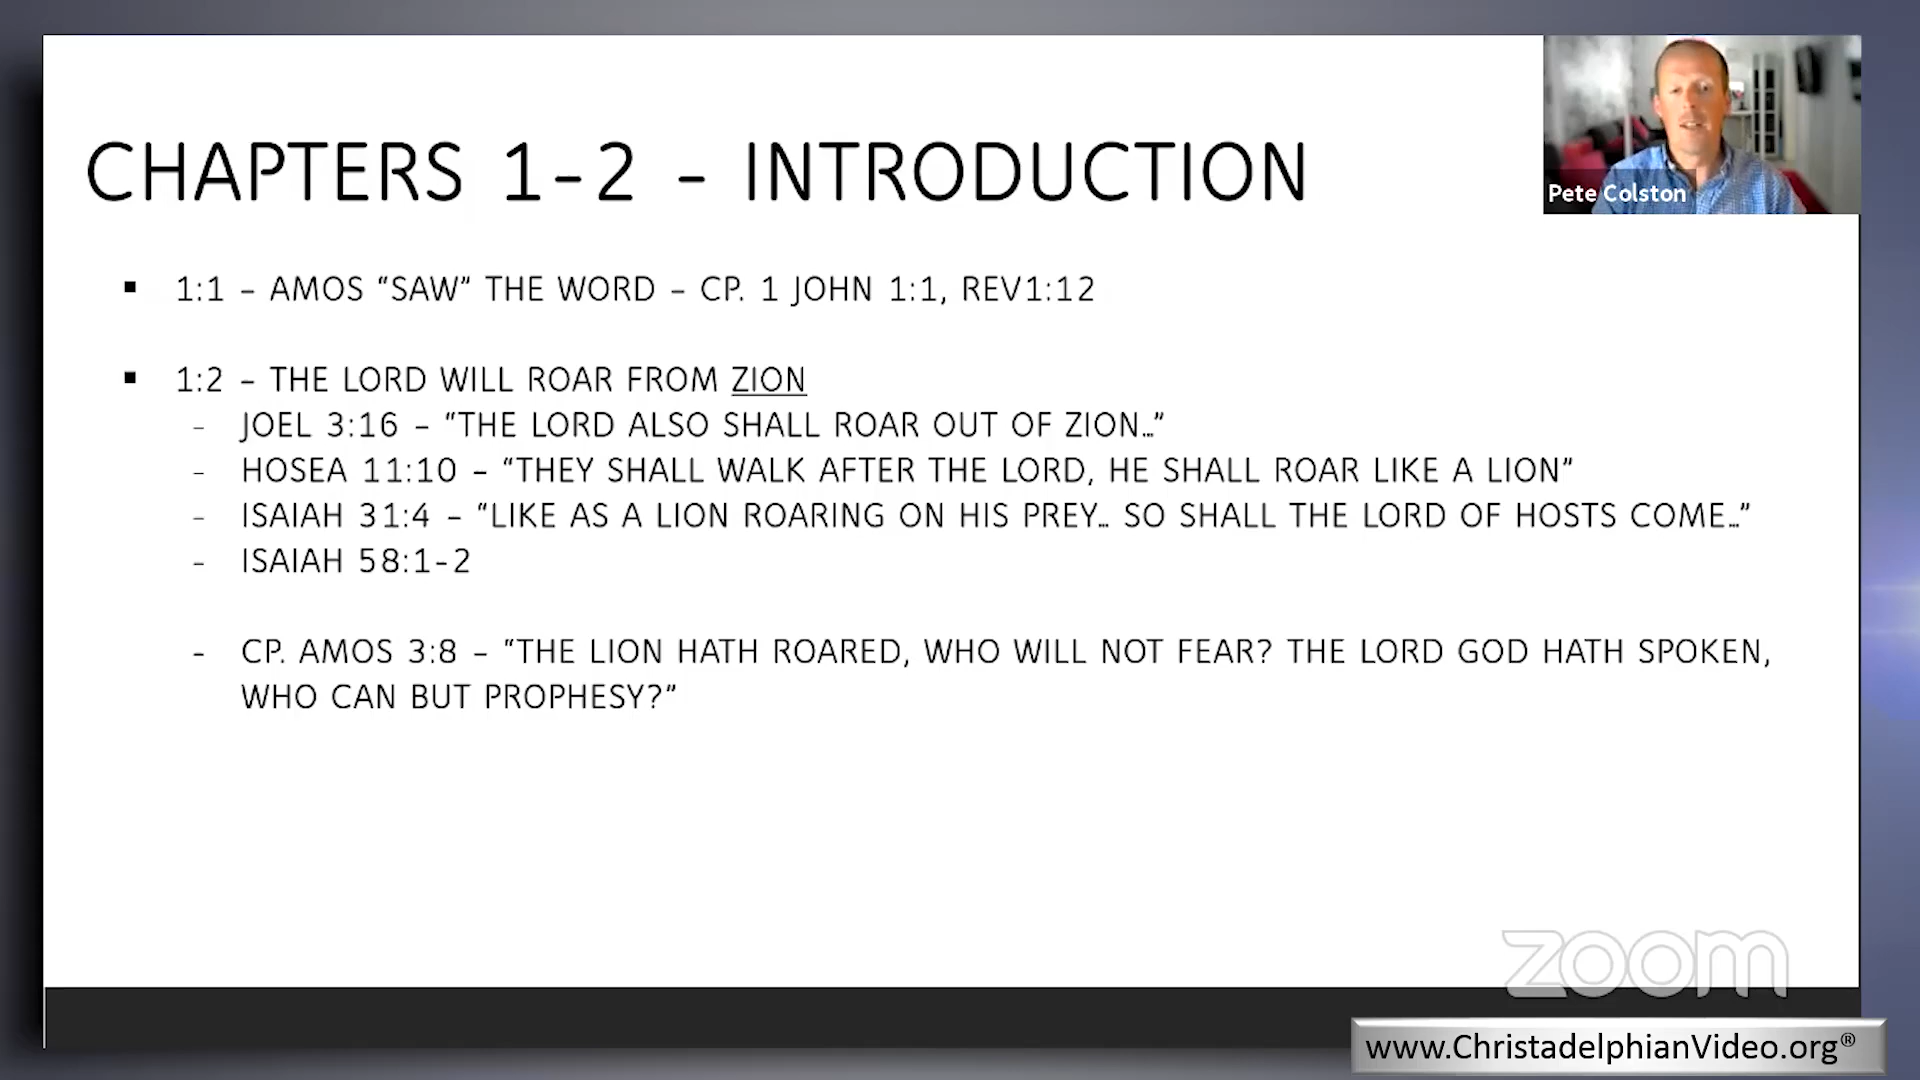 CHAPTERS 1-2 - INTRODUCTION
Pete Colston
▪ 1:1 – AMOS “SAW” THE WORD – CP. 1 JOHN 1:1, REV1:12
▪ 1:2 – THE LORD WILL ROAR FROM ZION
- JOEL 3:16 – “THE LORD ALSO SHALL ROAR OUT OF ZION…”
- HOSEA 11:10 – “THEY SHALL WALK AFTER THE LORD, HE SHALL ROAR LIKE A LION”
- ISAIAH 31:4 – “LIKE AS A LION ROARING ON HIS PREY… SO SHALL THE LORD OF HOSTS COME…”
- ISAIAH 58:1-2
- CP. AMOS 3:8 – “THE LION HATH ROARED, WHO WILL NOT FEAR? THE LORD GOD HATH SPOKEN,
WHO CAN BUT PROPHESY?”
zoom
www.ChristadelphianVideo.org®